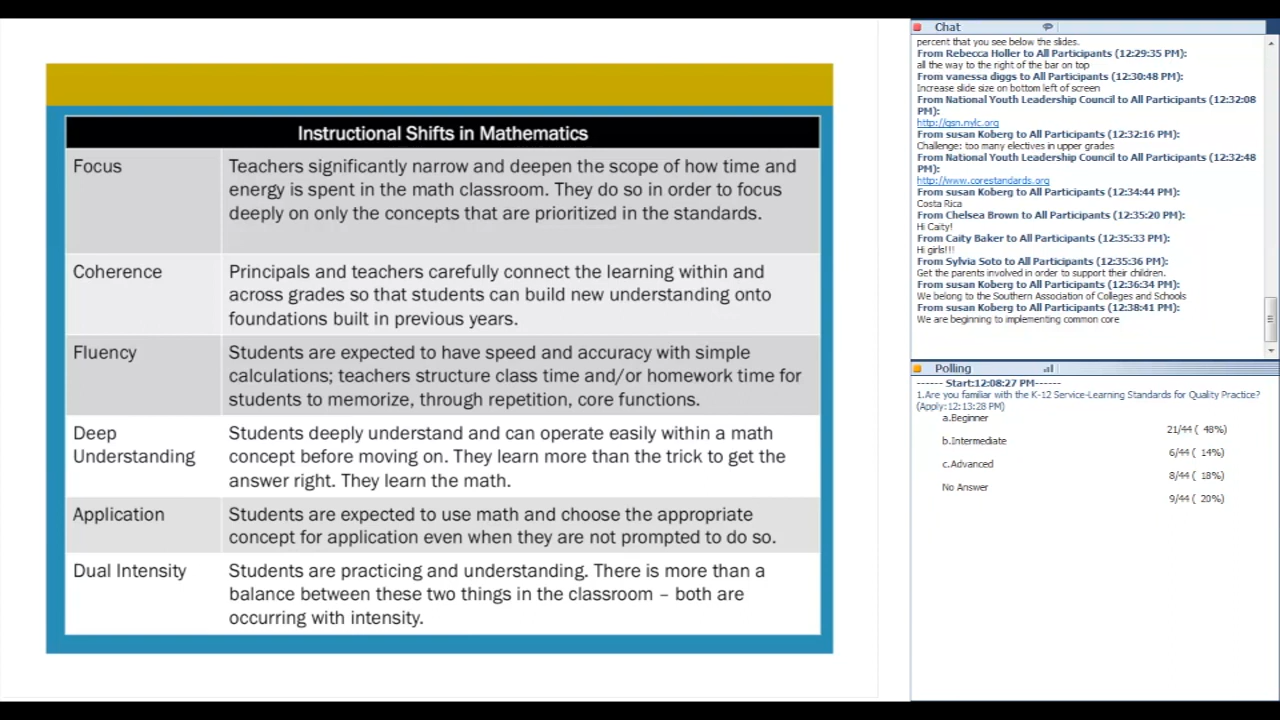 Instructional Shifts in Mathematics
Focus
Teachers significantly narrow and deepen the scope of how time and
energy is spent in the math classroom. They do so in order to focus
deeply on only the concepts that are prioritized in the standards.
Coherence
Principals and teachers carefully connect the learning within and
across grades so that students can build new understanding onto
foundations built in previous years.
Fluency
Students are expected to have speed and accuracy with simple
calculations; teachers structure class time and/or homework time for
students to memorize, through repetition, core functions.
Deep
Understanding
Students deeply understand and can operate easily within a math
concept before moving on. They learn more than the trick to get the
answer right. They learn the math.
Application
Students are expected to use math and choose the appropriate
concept for application even when they are not prompted to do so.
Dual Intensity
Students are practicing and understanding. There is more than a
balance between these two things in the classroom – both are
occurring with intensity.
Chat
percent that you see below the slides.
From Rebecca Holler to All Participants (12:29:35 PM):
all the way to the right of the bar on top
From vanessa diggs to All Participants (12:30:48 PM):
Increase slide size on bottom left of screen
From National Youth Leadership Council to All Participants (12:32:08
PM):
http://gsn.nylc.org
From susan Koberg to All Participants (12:32:16 PM):
Challenge: too many electives in upper grades
From National Youth Leadership Council to All Participants (12:32:48
PM):
http://www.corestandards.org
From susan Koberg to All Participants (12:34:44 PM):
Costa Rica
From Chelsea Brown to All Participants (12:35:20 PM):
Hi Caity!
From Caity Baker to All Participants (12:35:33 PM):
Hi girls!!!
From Sylvia Soto to All Participants (12:35:36 PM):
Get the parents involved in order to support their children.
From susan Koberg to All Participants (12:36:34 PM):
We belong to the Southern Association of Colleges and Schools
From susan Koberg to All Participants (12:38:41 PM):
We are beginning to implementing common core
Polling
------ Start:12:08:27 PM------
1.Are you familiar with the K-12 Service-Learning Standards for Quality Practice?
(Apply:12:13:28 PM)
a.Beginner
21/44 ( 48%)
b.Intermediate
6/44 ( 14%)
c.Advanced
8/44 ( 18%)
No Answer
9/44 ( 20%)